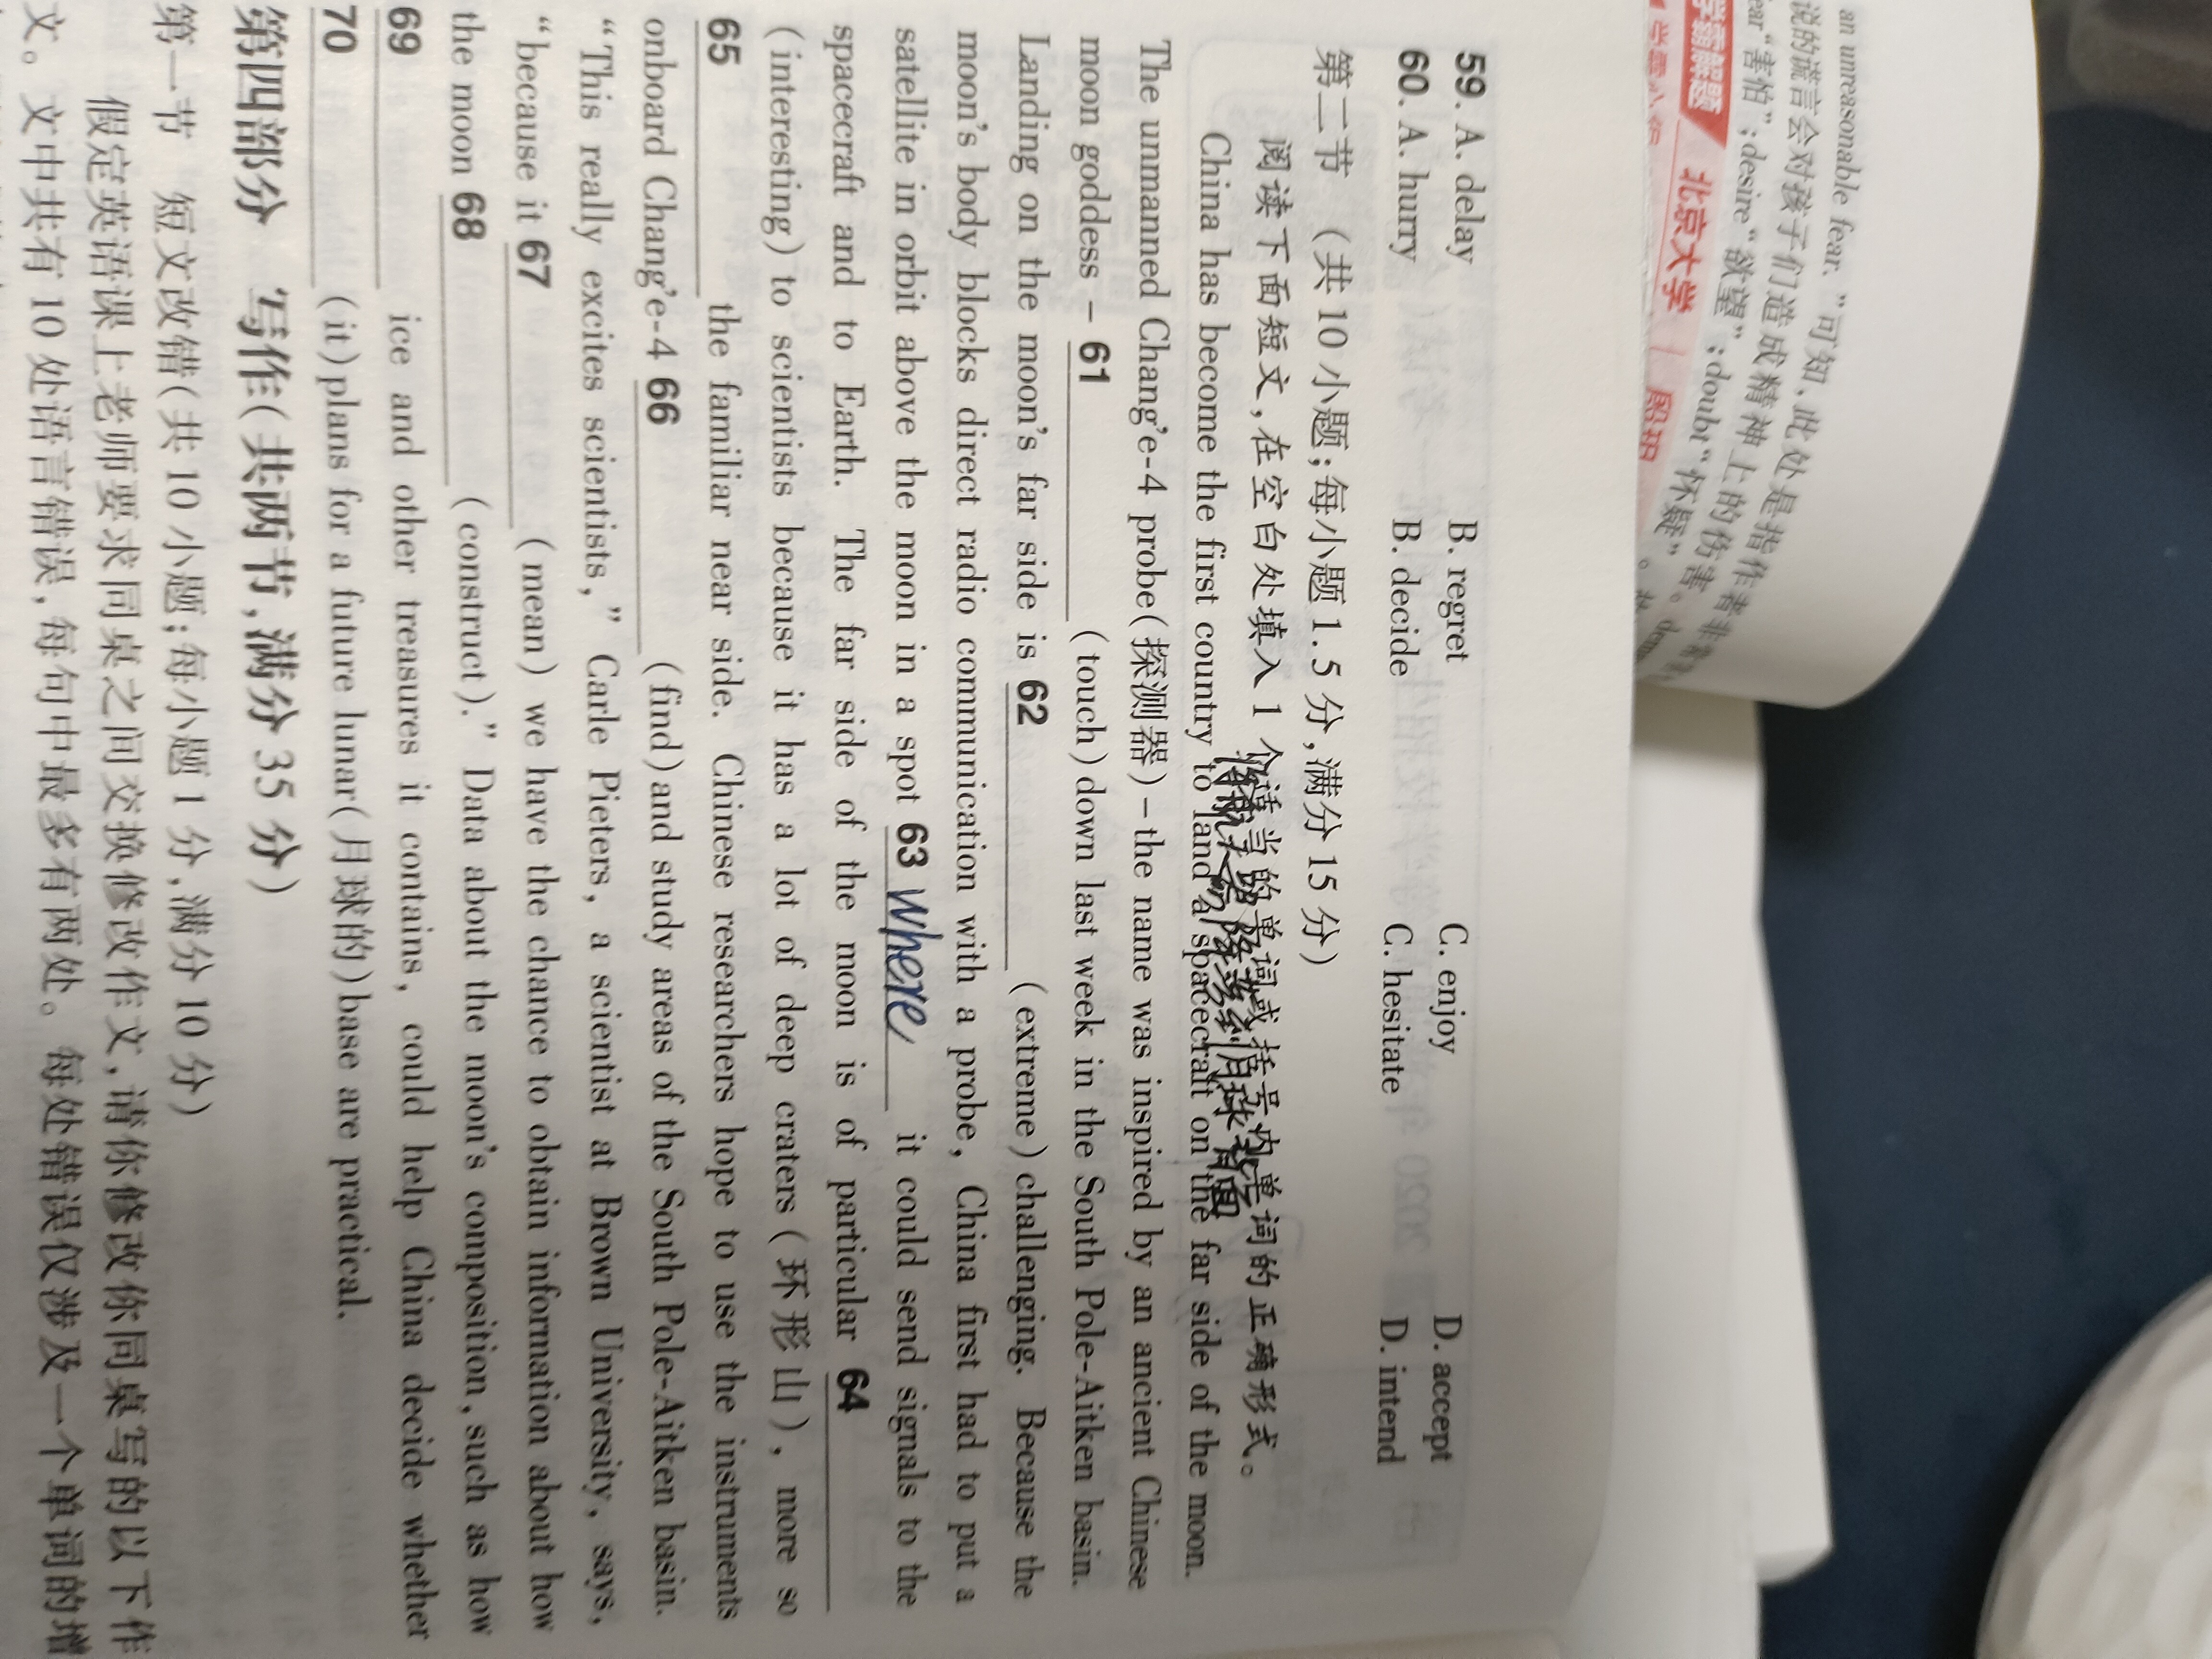 an unreasonable fear."可知,此处是指作者非常
说的谎言会对孩子们造成精神上的伤害。
ear"害怕";desire"欲望";doubt"怀疑"。
学霸解题 北京大学
59. A. delay B. regret C. enjoy D. accept
60. A. hurry B. decide C. hesitate D. intend
第二节 (共 10 小题;每小题 1.5 分,满分 15 分)
阅读下面短文,在空白处填入 1 个适当的单词或括号内单词的正确形式。
China has become the first country to land a spacecraft on the far side of the moon.
The unmanned Chang'e-4 probe(探测器)–the name was inspired by an ancient Chinese
moon goddess – 61 (touch) down last week in the South Pole-Aitken basin.
Landing on the moon's far side is 62 (extreme) challenging. Because the
moon's body blocks direct radio communication with a probe, China first had to put a
satellite in orbit above the moon in a spot 63 where it could send signals to the
spacecraft and to Earth. The far side of the moon is of particular 64
(interesting) to scientists because it has a lot of deep craters (环形山), more so
65 the familiar near side. Chinese researchers hope to use the instruments
onboard Chang'e-4 66 (find) and study areas of the South Pole-Aitken basin.
"This really excites scientists," Carle Pieters, a scientist at Brown University, says,
"because it 67 (mean) we have the chance to obtain information about how
the moon 68 (construct)." Data about the moon's composition, such as how
69 ice and other treasures it contains, could help China decide whether
70 (it) plans for a future lunar(月球的)base are practical.
第四部分 写作(共两节,满分 35 分)
第一节 短文改错(共 10 小题;每小题 1 分,满分 10 分)
假定英语课上老师要求同桌之间交换修改作文,请你修改你同桌写的以下作
文。文中共有 10 处语言错误,每句中最多有两处。每处错误仅涉及一个单词的增